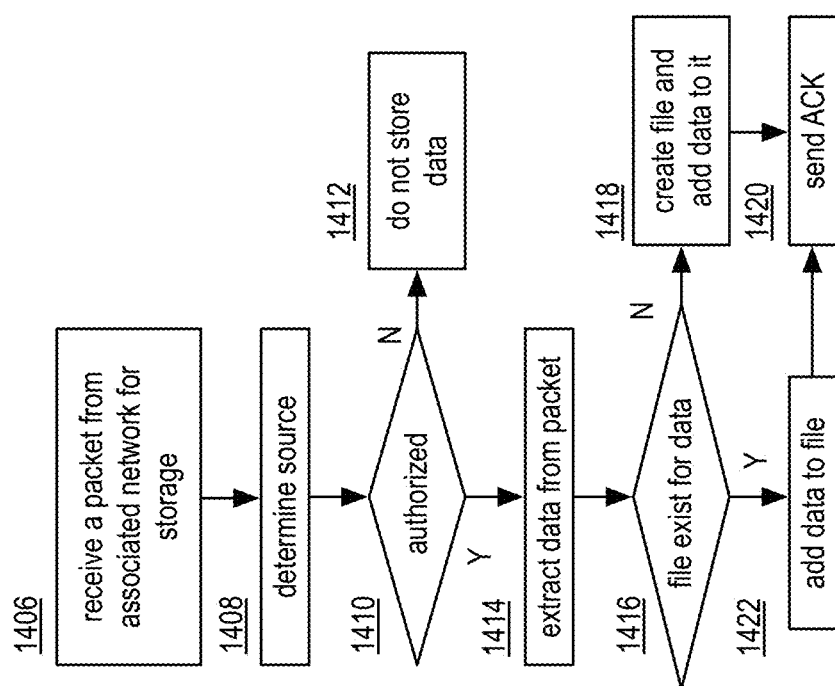 1406
receive a packet from
associated network for
storage
1408
determine source
1410
authorized
N
Y
1412
do not store
data
1414
extract data from packet
1416
file exist for data
N
Y
1418
create file and
add data to it
1422
add data to file
1420
send ACK